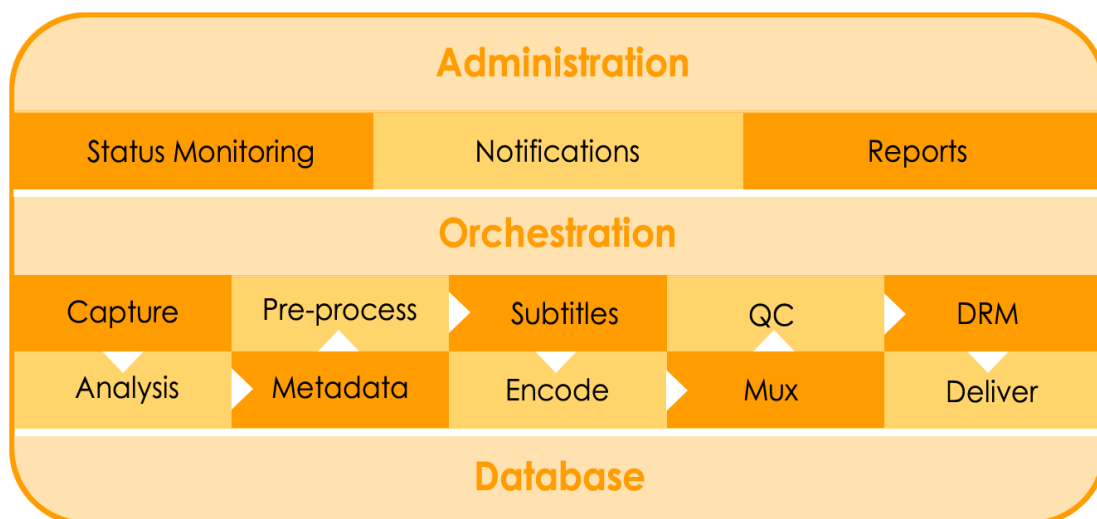 Administration
Status Monitoring Notifications Reports
Orchestration
Capture Pre-process Subtitles QC DRM
Analysis Metadata Encode Mux Deliver
Database